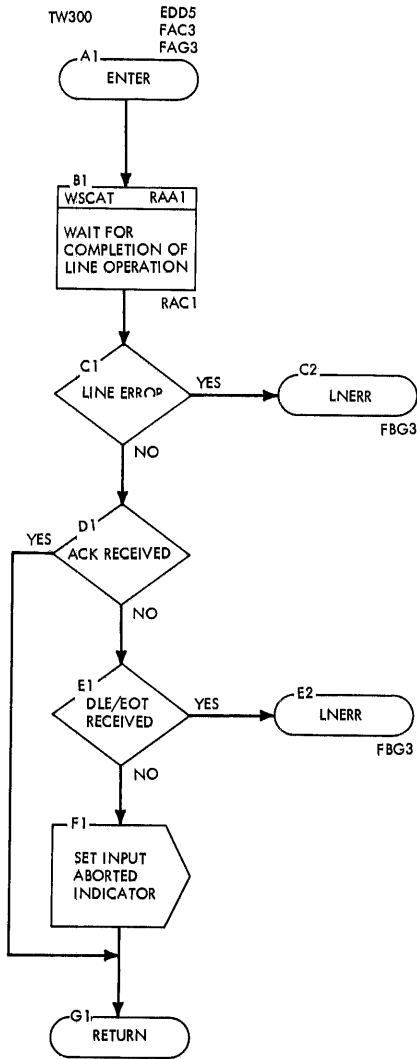 TW300
EDD5
FAC3
FAG3
A1
ENTER
B1
WSCAT RAA1
WAIT FOR
COMPLETION OF
LINE OPERATION
RAC1
C1
LINE ERROR
YES
C2
LNERR
FBG3
NO
D1
YES
ACK RECEIVED
NO
E1
DLE/EOT
RECEIVED
YES
E2
LNERR
FBG3
NO
F1
SET INPUT
ABORTED
INDICATOR
G1
RETURN